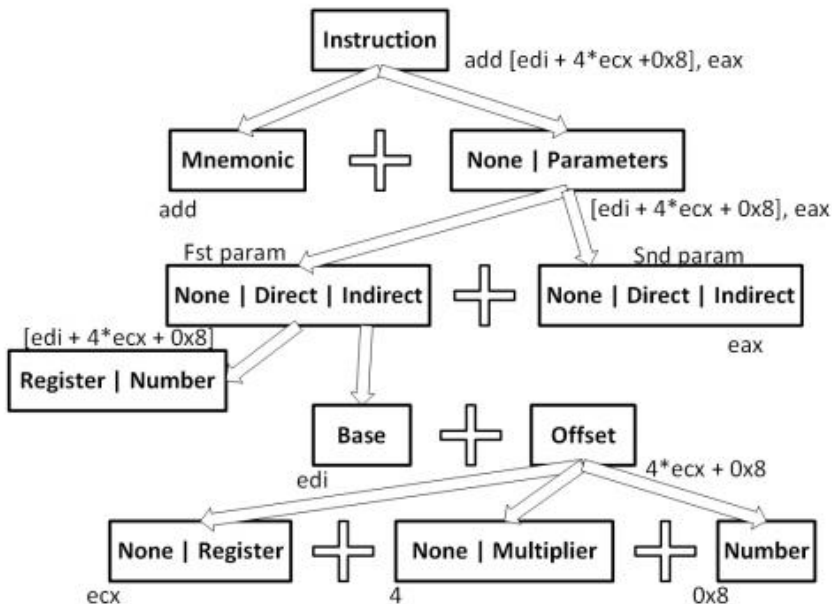 Instruction
add [edi + 4*ecx +0x8], eax
Mnemonic
None | Parameters
add
[edi + 4*ecx + 0x8], eax
Fst param
Snd param
None | Direct | Indirect
None | Direct | Indirect
[edi + 4*ecx + 0x8]
eax
Register | Number
Base
Offset
edi
4*ecx + 0x8
None | Register
None | Multiplier
Number
ecx
4
0x8